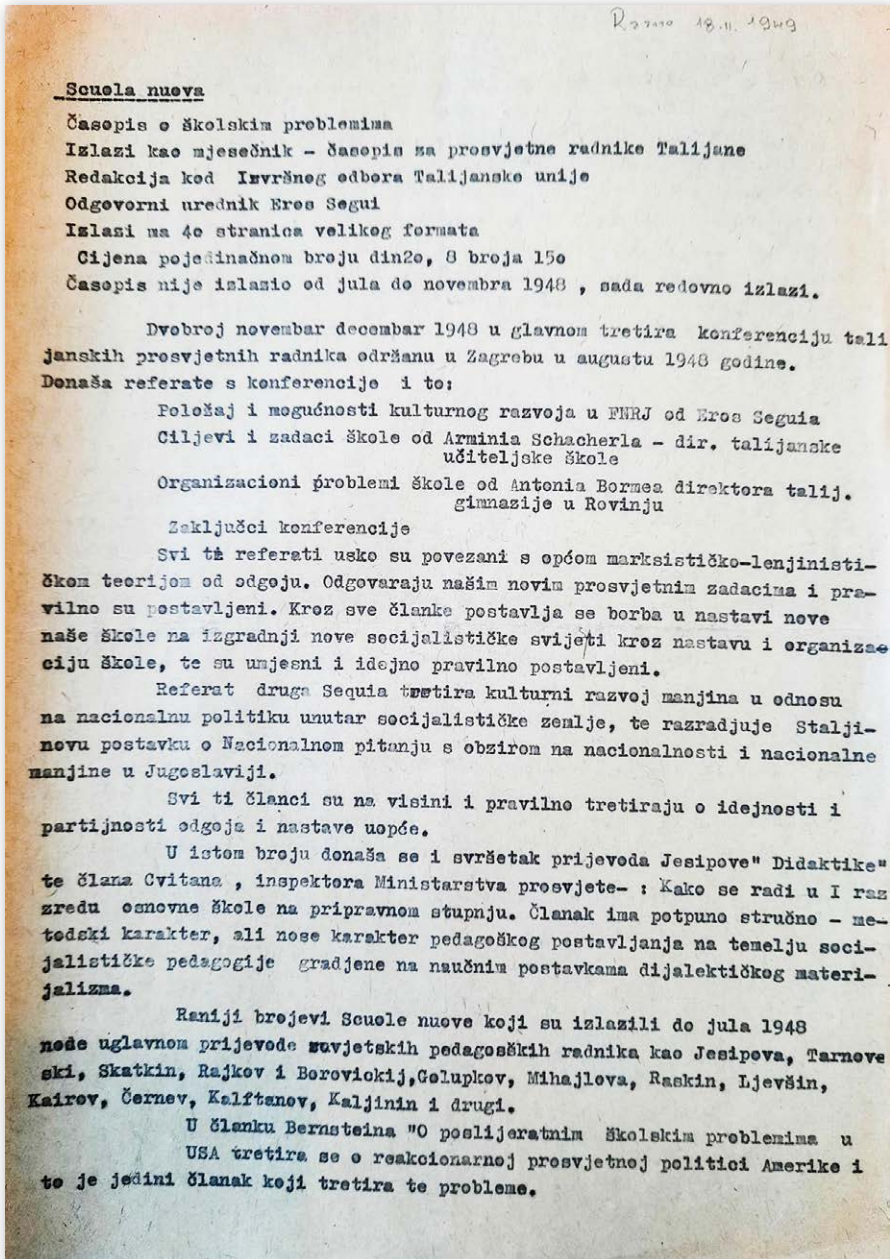 18.11.1949
Scuola nuova
Časopis o školskim problemima
Izlazi kao mjesečnik - časopis za prosvjetne radnike Talijane
Redakcija kod Izvršnog odbora Talijanske unije
Odgovorni urednik Eros Segui
Izlazi na 4o stranica velikog formata
Cijena pojedinačnom broju din2o, 8 broja 15o
Časopis nije izlazio od jula do novembra 1948 , sada redovno izlazi.
Dvobroj novembar decembar 1948 u glavnom tretira konferenciju tali
janskih prosvjetnih radnika održanu u Zagrebu u augustu 1948 godine.
Donaša referate s konferencije i to:
Položaj i mogućnosti kulturnog razvoja u FNRJ od Eros Seguia
Ciljevi i zadaci škole od Arminia Schacherla - dir. talijanske
učiteljske škole
Organizacioni problemi škole od Antonia Bormea direktora talij.
gimnazije u Rovinju
Zaključci konferencije
Svi ti referati usko su povezani s općom marksističko-lenjinisti-
čkom teorijom od odgoju. Odgovaraju našim novim prosvjetnim zadacima i pra-
vilno su postavljeni. Kroz sve članke postavlja se borba u nastavi nove
naše škole na izgradnji nove socijalističke svijeti kroz nastavu i organiza-
ciju škole, te su umjesni i idejno pravilno postavljeni.
Referat druga Sequia tretira kulturni razvoj manjina u odnosu
na nacionalnu politiku unutar socijalističke zemlje, te razradjuje Stalji-
novu postavku o Nacionalnom pitanju s obzirom na nacionalnosti i nacionalne
manjine u Jugoslaviji.
Svi ti članci su na visini i pravilno tretiraju o idejnosti i
partijnosti odgoja i nastave uopće.
U istom broju donaša se i svršetak prijevoda Jesipove" Didaktike"
te člana Cvitana , inspektora Ministarstva prosvjete- : Kako se radi u I raz
zredu osnovne škole na pripravnom stupnju. Članak ima potpuno stručno - me-
todski karakter, ali nose karakter pedagoškog postavljanja na temelju soci-
jalističke pedagogije gradjene na naučnim postavkama dijalektičkog materi-
jalizma.
Raniji brojevi Scuole nuove koji su izlazili do jula 1948
node uglavnom prijevode sovjetskih pedagosških radnika kao Jesipova, Tarnove
ski, Skatkin, Rajkov i Borovickij,Golupkov, Mihajlova, Raskin, Ljevšin,
Kairov, Černev, Kalftanov, Kaljinin i drugi.
U članku Bernsteina "O poslijeratnim školskim problemima u
USA tretira se o reakcionarnoj prosvjetnoj politici Amerike i
to je jedini članak koji tretira te probleme.